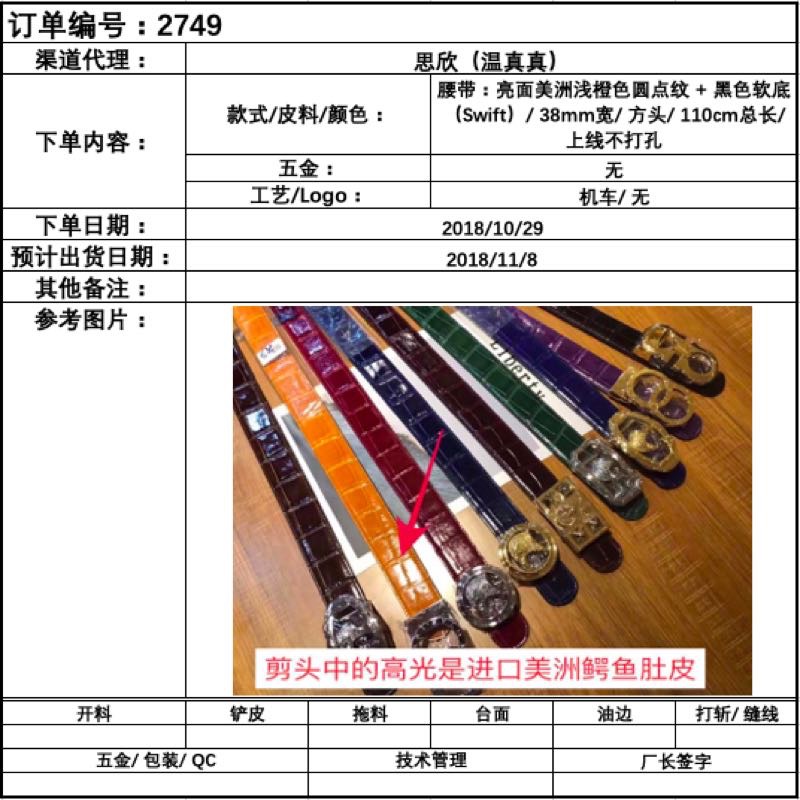 订单编号：2749
渠道代理： 思欣（温真真）
下单内容： 款式/皮料/颜色： 腰带：亮面美洲浅橙色圆点纹 + 黑色软底
（Swift）/ 38mm宽/ 方头/ 110cm总长/
上线不打孔
五金： 无
工艺/Logo： 机车/ 无
下单日期： 2018/10/29
预计出货日期： 2018/11/8
其他备注：
参考图片：
Liberty
剪头中的高光是进口美洲鳄鱼肚皮
开料 铲皮 拖料 台面 油边 打斩/ 缝线
五金/ 包装/ QC 技术管理 厂长签字